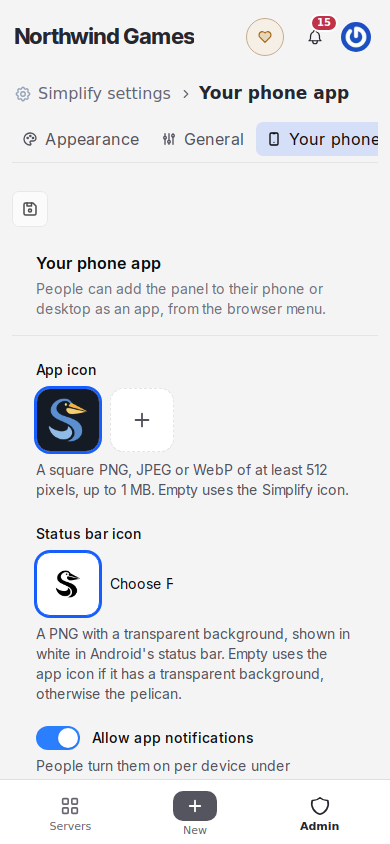 Northwind Games
15
Simplify settings > Your phone app
Appearance
General
Your phone
Your phone app
People can add the panel to their phone or
desktop as an app, from the browser menu.
App icon
A square PNG, JPEG or WebP of at least 512
pixels, up to 1 MB. Empty uses the Simplify icon.
Status bar icon
Choose F
A PNG with a transparent background, shown in
white in Android's status bar. Empty uses the
app icon if it has a transparent background,
otherwise the pelican.
Allow app notifications
People turn them on per device under
Servers
New
Admin